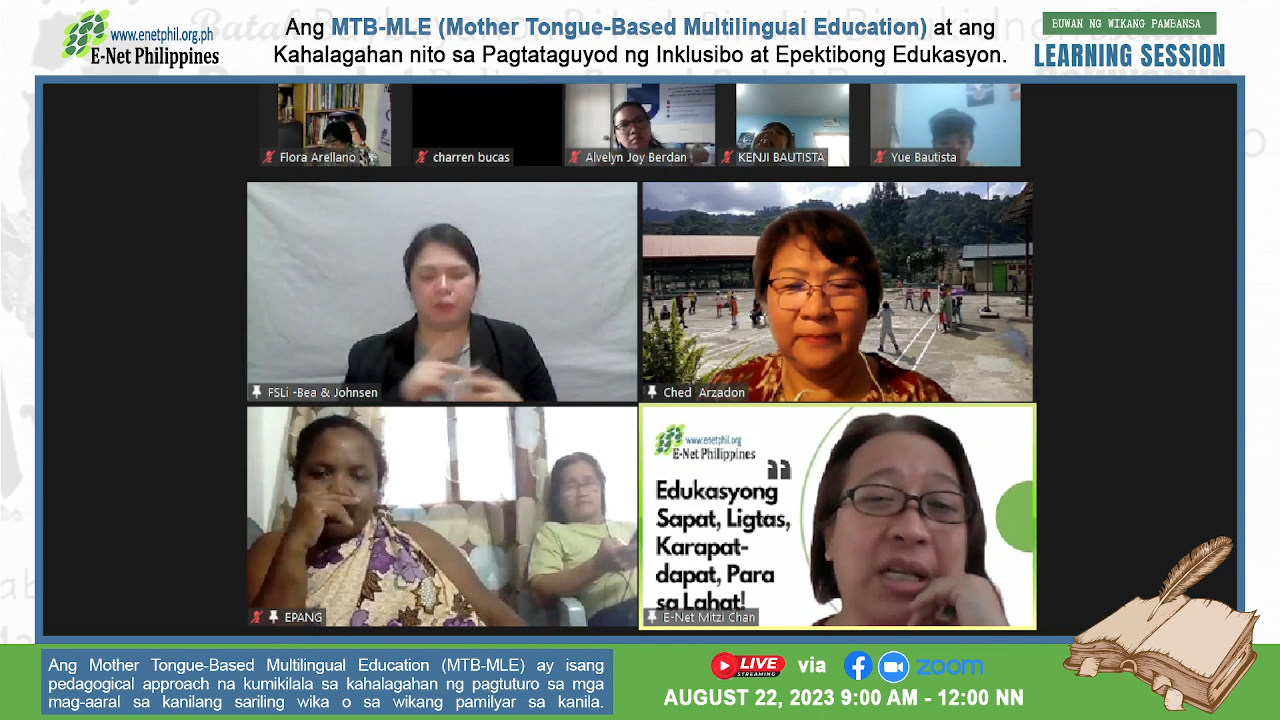 www.enetphil.org.ph
E-Net Philippines
Ang MTB-MLE (Mother Tongue-Based Multilingual Education) at ang
Kahalagahan nito sa Pagtataguyod ng Inklusibo at Epektibong Edukasyon.
BUWAN NG WIKANG PAMBANSA
LEARNING SESSION
Flora Arellano
charren bucas
Alvelyn Joy Berdan
KENJI BAUTISTA
Yue Bautista
FSLi -Bea & Johnsen
Ched Arzadon
EPANG
www.enetphil.org
E-Net Philippines
Edukasyong
Sapat, Ligtas,
Karapat-
dapat, Para
sa Lahat!
E-Net Mitzi Chan
Ang Mother Tongue-Based Multilingual Education (MTB-MLE) ay isang
pedagogical approach na kumikilala sa kahalagahan ng pagtuturo sa mga
mag-aaral sa kanilang sariling wika o sa wikang pamilyar sa kanila.
LIVE
STREAMING
via
zoom
AUGUST 22, 2023 9:00 AM - 12:00 NN